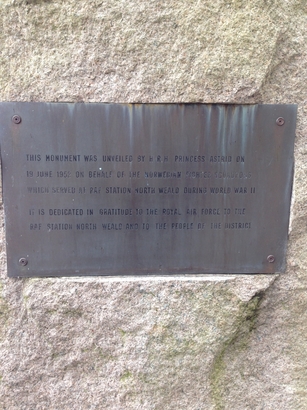 THIS MONUMENT WAS UNVEILED BY H R H PRINCESS ASTRID ON
19 JUNE 1952 ON BEHALF OF THE NORWEGIAN
WHICH SERVED AT RAF STATION NORTH WEALD DURING WORLD WAR II
IT IS DEDICATED IN GRATITUDE TO THE ROYAL AIR FORCE TO THE
RAF STATION NORTH WEALD AND TO THE PEOPLE OF THE DISTRICT